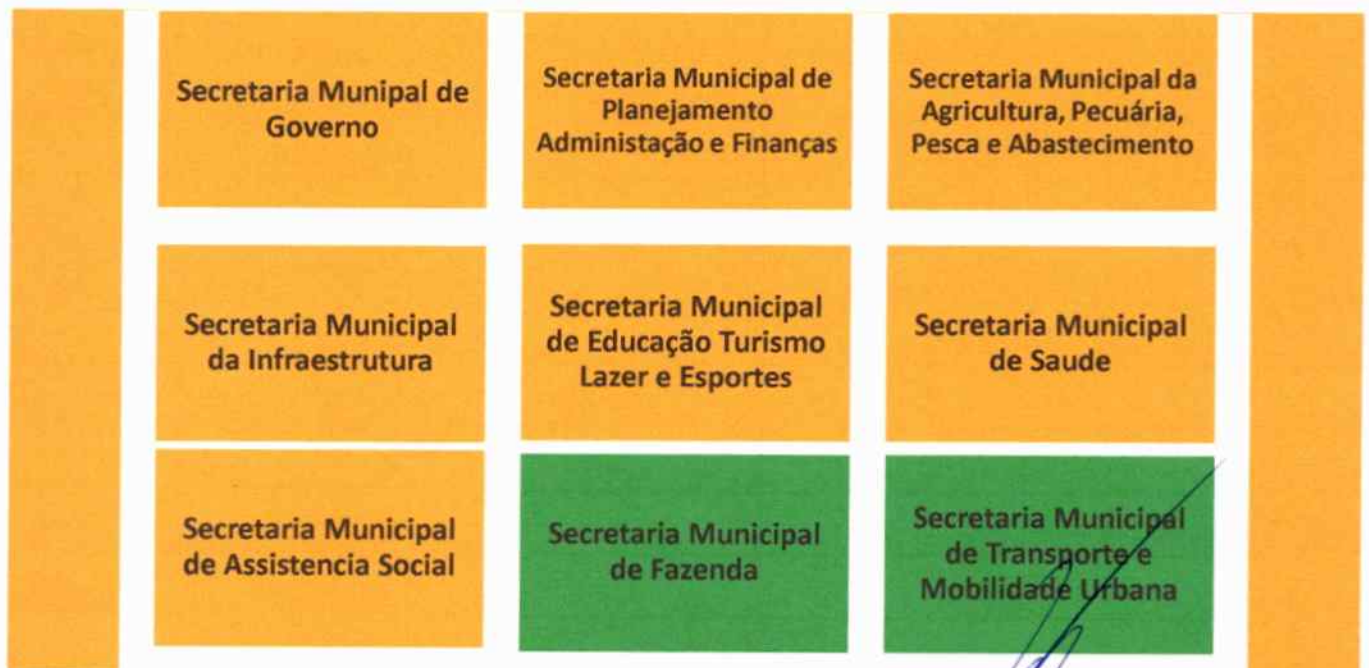 Secretaria Munipal de
Governo
Secretaria Municipal de
Planejamento
Administação e Finanças
Secretaria Municipal da
Agricultura, Pecuária,
Pesca e Abastecimento
Secretaria Municipal
da Infraestrutura
Secretaria Municipal
de Educação Turismo
Lazer e Esportes
Secretaria Municipal
de Saude
Secretaria Municipal
de Assistencia Social
Secretaria Municipal
de Fazenda
Secretaria Municipal
de Transporte e
Mobilidade Urbana